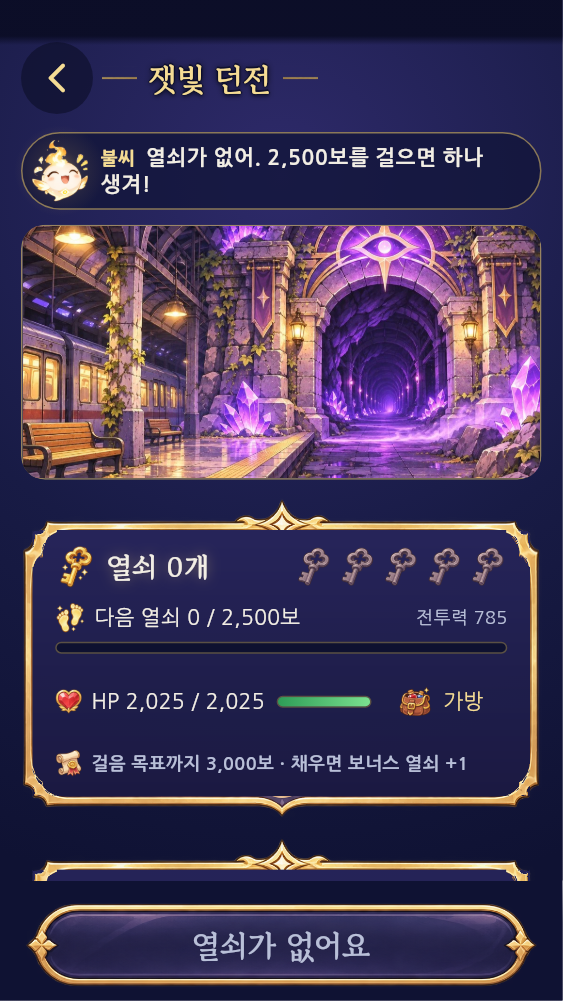 잿빛 던전
불씨 열쇠가 없어. 2,500보를 걸으면 하나
생겨!
열쇠 0개
다음 열쇠 0 / 2,500보 전투력 785
HP 2,025 / 2,025 가방
걸음 목표까지 3,000보 · 채우면 보너스 열쇠 +1
열쇠가 없어요